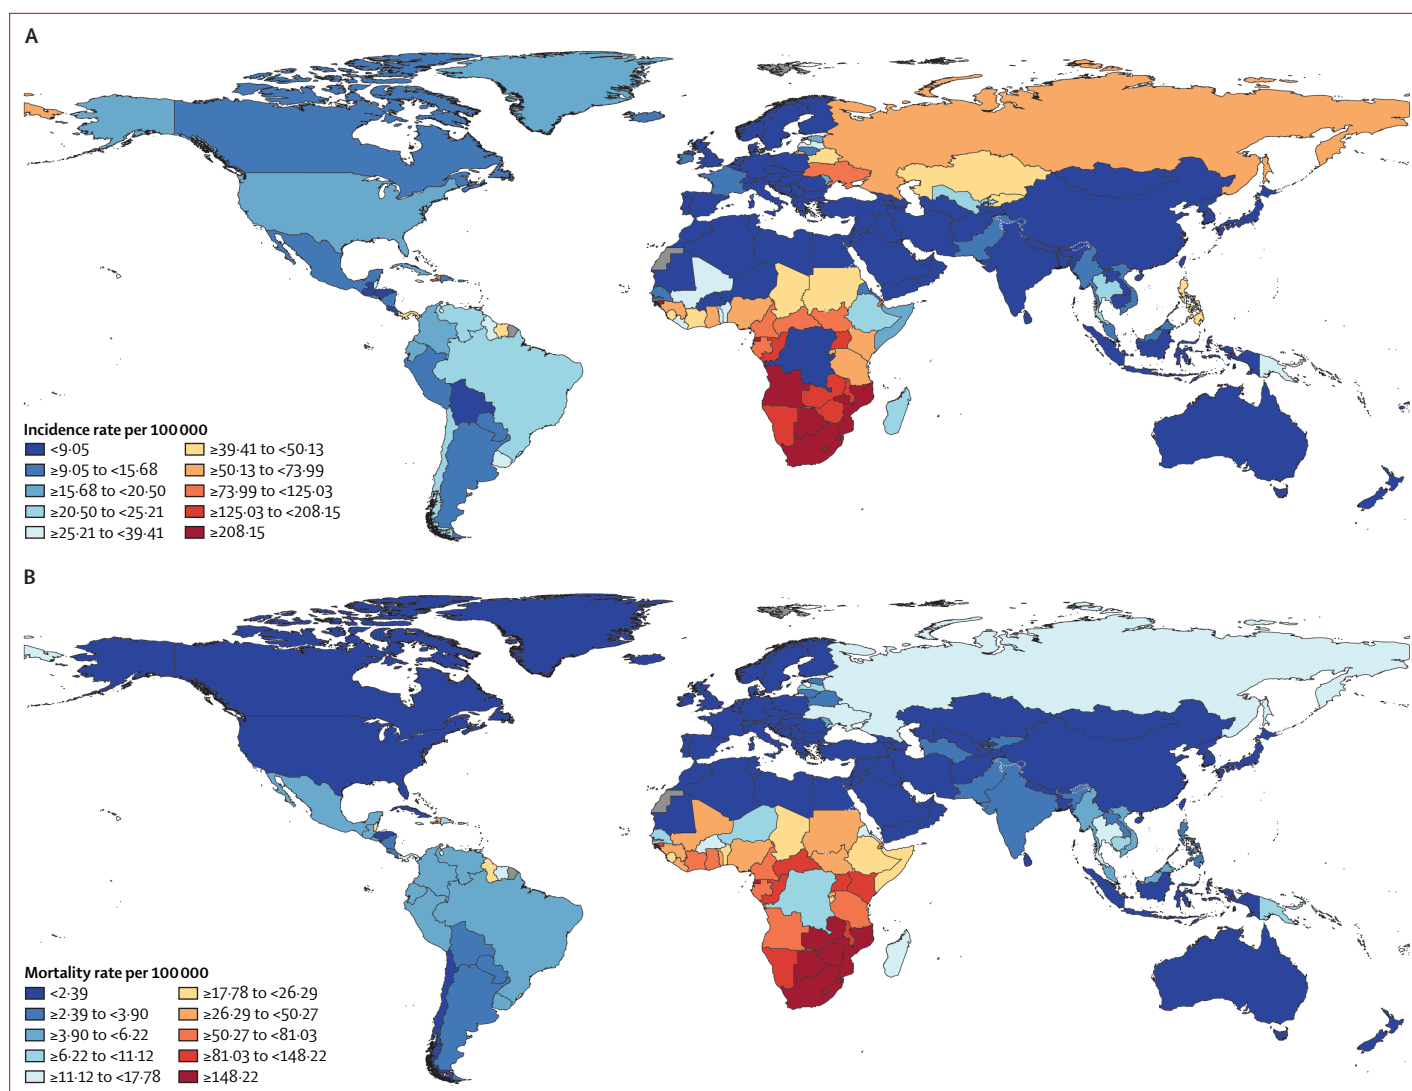 A
Incidence rate per 100 000
<9·05
≥9·05 to <15·68
≥15·68 to <20·50
≥20·50 to <25·21
≥25·21 to <39·41
≥39·41 to <50·13
≥50·13 to <73·99
≥73·99 to <125·03
≥125·03 to <208·15
≥208·15
B
Mortality rate per 100 000
<2·39
≥2·39 to <3·90
≥3·90 to <6·22
≥6·22 to <11·12
≥11·12 to <17·78
≥17·78 to <26·29
≥26·29 to <50·27
≥50·27 to <81·03
≥81·03 to <148·22
≥148·22